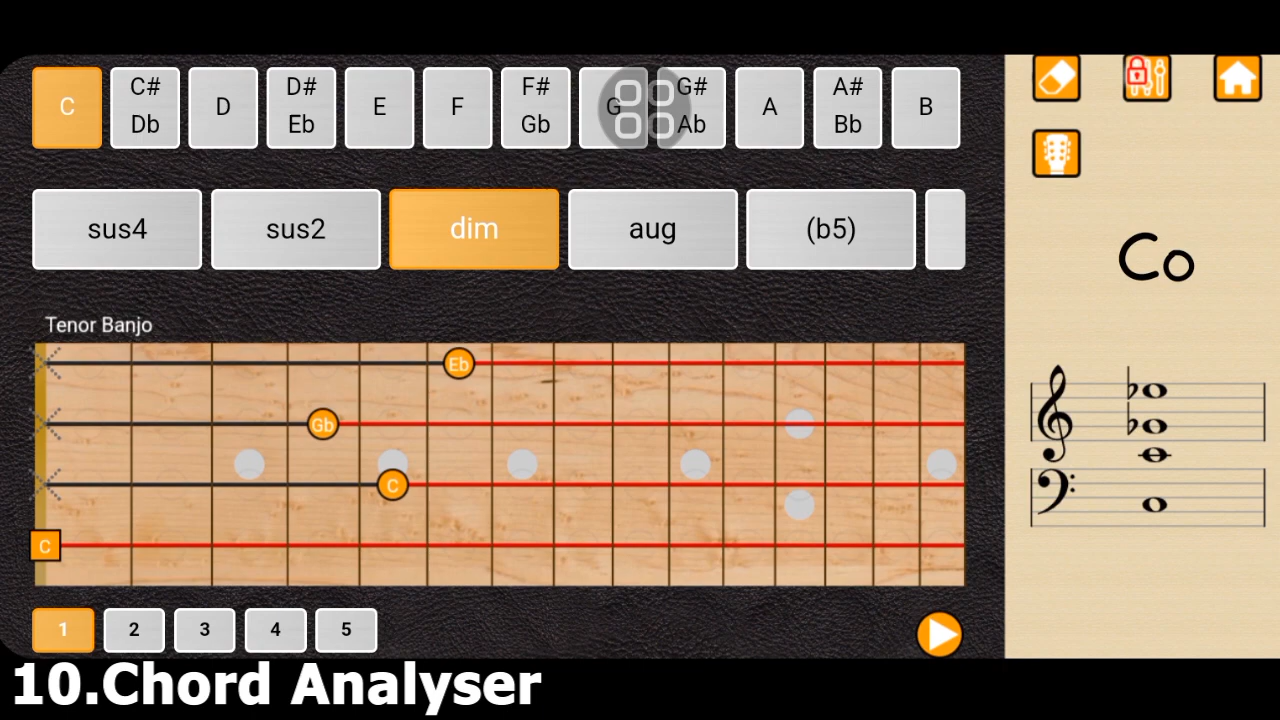 C C# D D# E F F# G G# A A# B
Db Eb Gb Ab Bb
sus4 sus2 dim aug (b5)
Co
Tenor Banjo
Eb
Gb
C
C
1 2 3 4 5
10.Chord Analyser